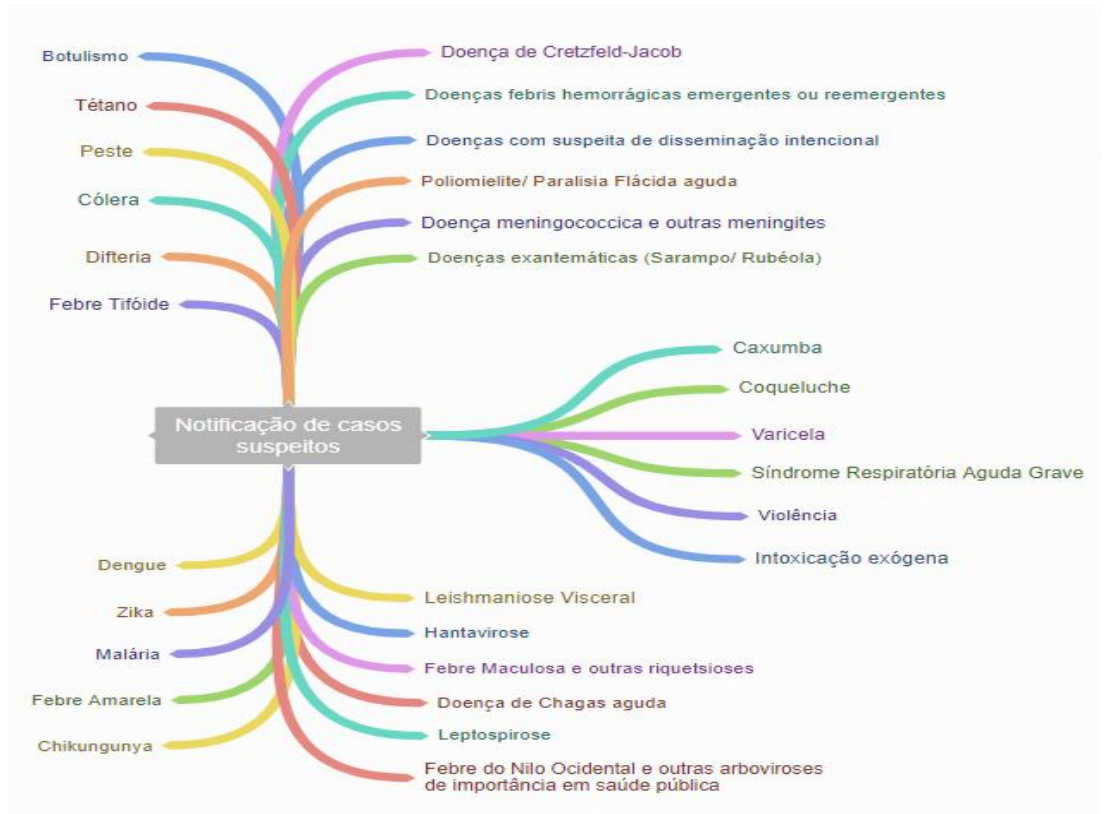 Botulismo
Tétano
Peste
Cólera
Difteria
Febre Tifóide
Doença de Cretzfeld-Jacob
Doenças febris hemorrágicas emergentes ou reemergentes
Doenças com suspeita de disseminação intencional
Poliomielite/ Paralisia Flácida aguda
Doença meningococcica e outras meningites
Doenças exantemáticas (Sarampo/ Rubéola)
Notificação de casos
suspeitos
Caxumba
Coqueluche
Varicela
Síndrome Respiratória Aguda Grave
Violência
Intoxicação exógena
Dengue
Zika
Malária
Febre Amarela
Chikungunya
Leishmaniose Visceral
Hantavirose
Febre Maculosa e outras riquetsioses
Doença de Chagas aguda
Leptospirose
Febre do Nilo Ocidental e outras arboviroses
de importância em saúde pública